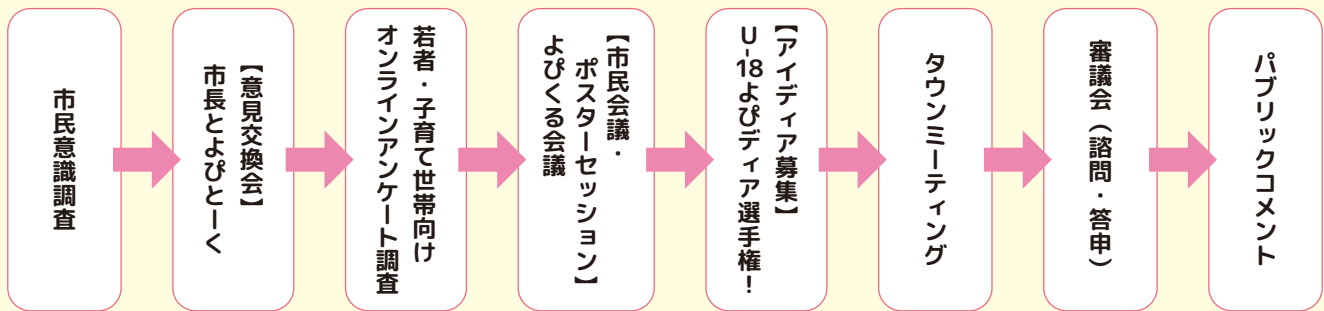 市民意識調査
【意見交換会】
市長とよぴとーく
若者・子育て世帯向け
オンラインアンケート調査
【市民会議・
ポスターセッション】
よぴくる会議
【アイディア募集】
U-18よぴディア選手権！
タウンミーティング
審議会（諮問・答申）
パブリックコメント